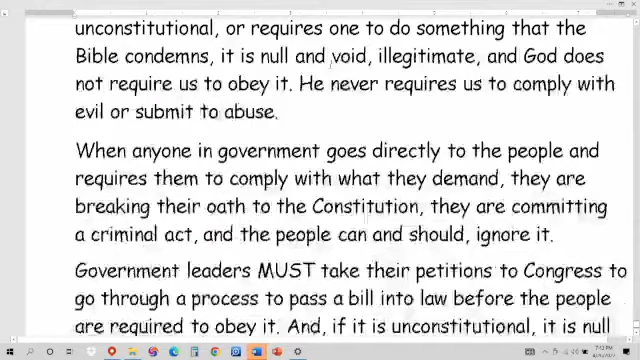 unconstitutional, or requires one to do something that the
Bible condemns, it is null and void, illegitimate, and God does
not require us to obey it. He never requires us to comply with
evil or submit to abuse.
When anyone in government goes directly to the people and
requires them to comply with what they demand, they are
breaking their oath to the Constitution, they are committing
a criminal act, and the people can and should, ignore it.
Government leaders MUST take their petitions to Congress to
go through a process to pass a bill into law before the people
are required to obey it. And, if it is unconstitutional, it is null